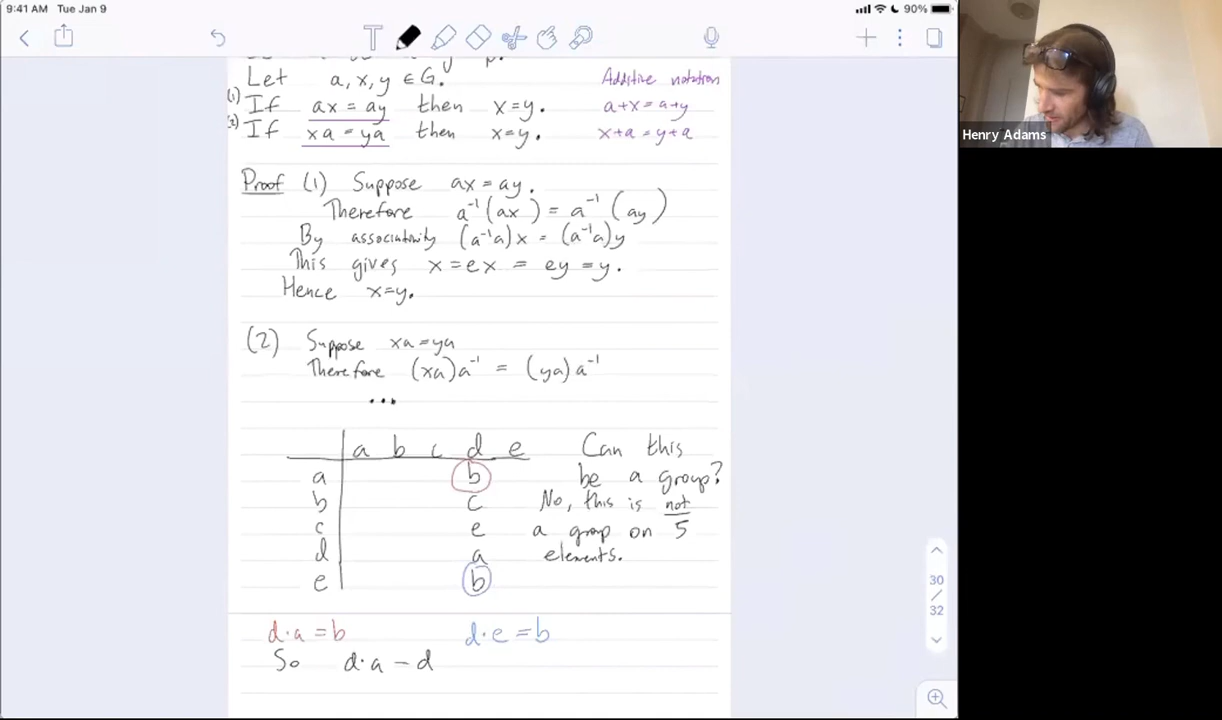 9:41 AM Tue Jan 9
90%
Let a, x, y ∈ G.
Additive notation
(1) If ax = ay then x=y.
a+x = a+y
(2) If xa = ya then x=y.
x+a = y+a
Proof (1) Suppose ax = ay.
Therefore a⁻¹(ax) = a⁻¹(ay)
By associativity (a⁻¹a)x = (a⁻¹a)y
This gives x = ex = ey = y.
Hence x=y.
(2) Suppose xa = ya
Therefore (xa)a⁻¹ = (ya)a⁻¹
...
a b c d e
a b
b c
c e
d a
e b
Can this
be a group?
No, this is not
a group on 5
elements.
d·a = b
d·e = b
So d·a – d
30
/
32
Henry Adams